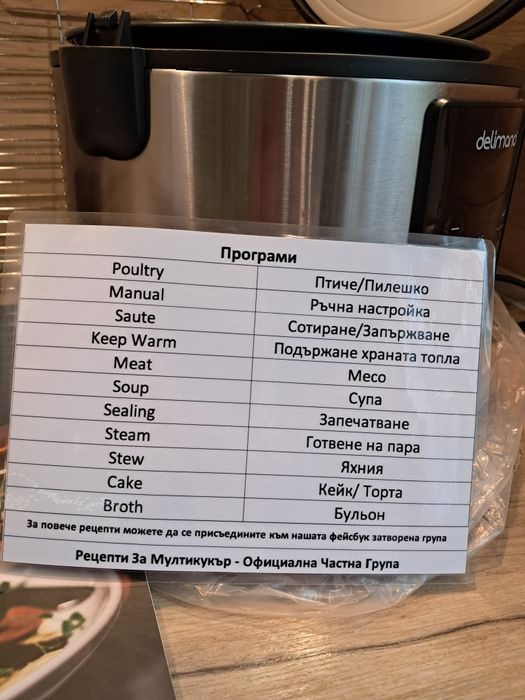 delimano
Програми
Poultry Птиче/Пилешко
Manual Ръчна настройка
Saute Сотиране/Запържване
Keep Warm Подържане храната топла
Meat Месо
Soup Супа
Sealing Запечатване
Steam Готвене на пара
Stew Яхния
Cake Кейк/ Торта
Broth Бульон
За повече рецепти можете да се присъедините към нашата фейсбук затворена група
Рецепти За Мултикукър - Официална Частна Група